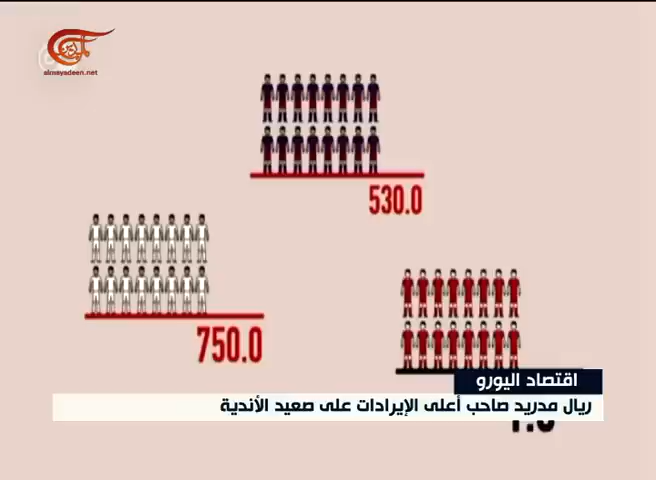 almayadeen.net
530.0
750.0
اقتصاد اليورو
ريال مدريد صاحب أعلى الإيرادات على صعيد الأندية